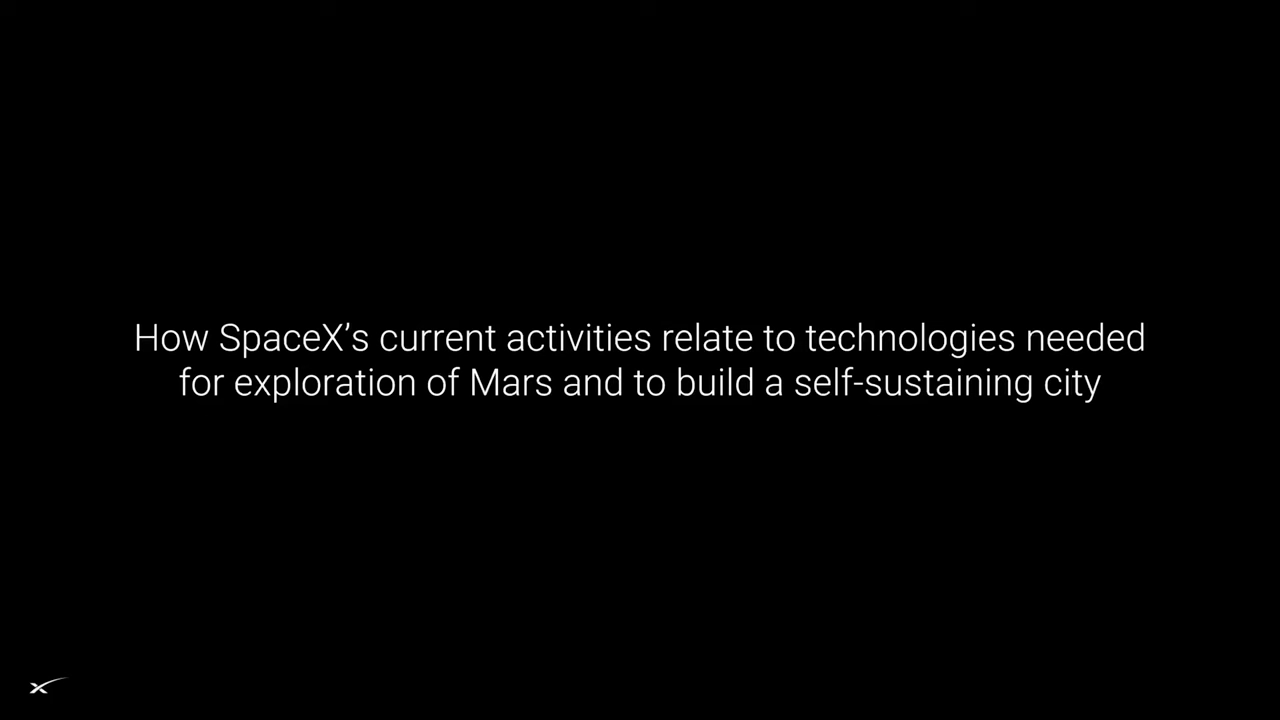 How SpaceX’s current activities relate to technologies needed
for exploration of Mars and to build a self-sustaining city